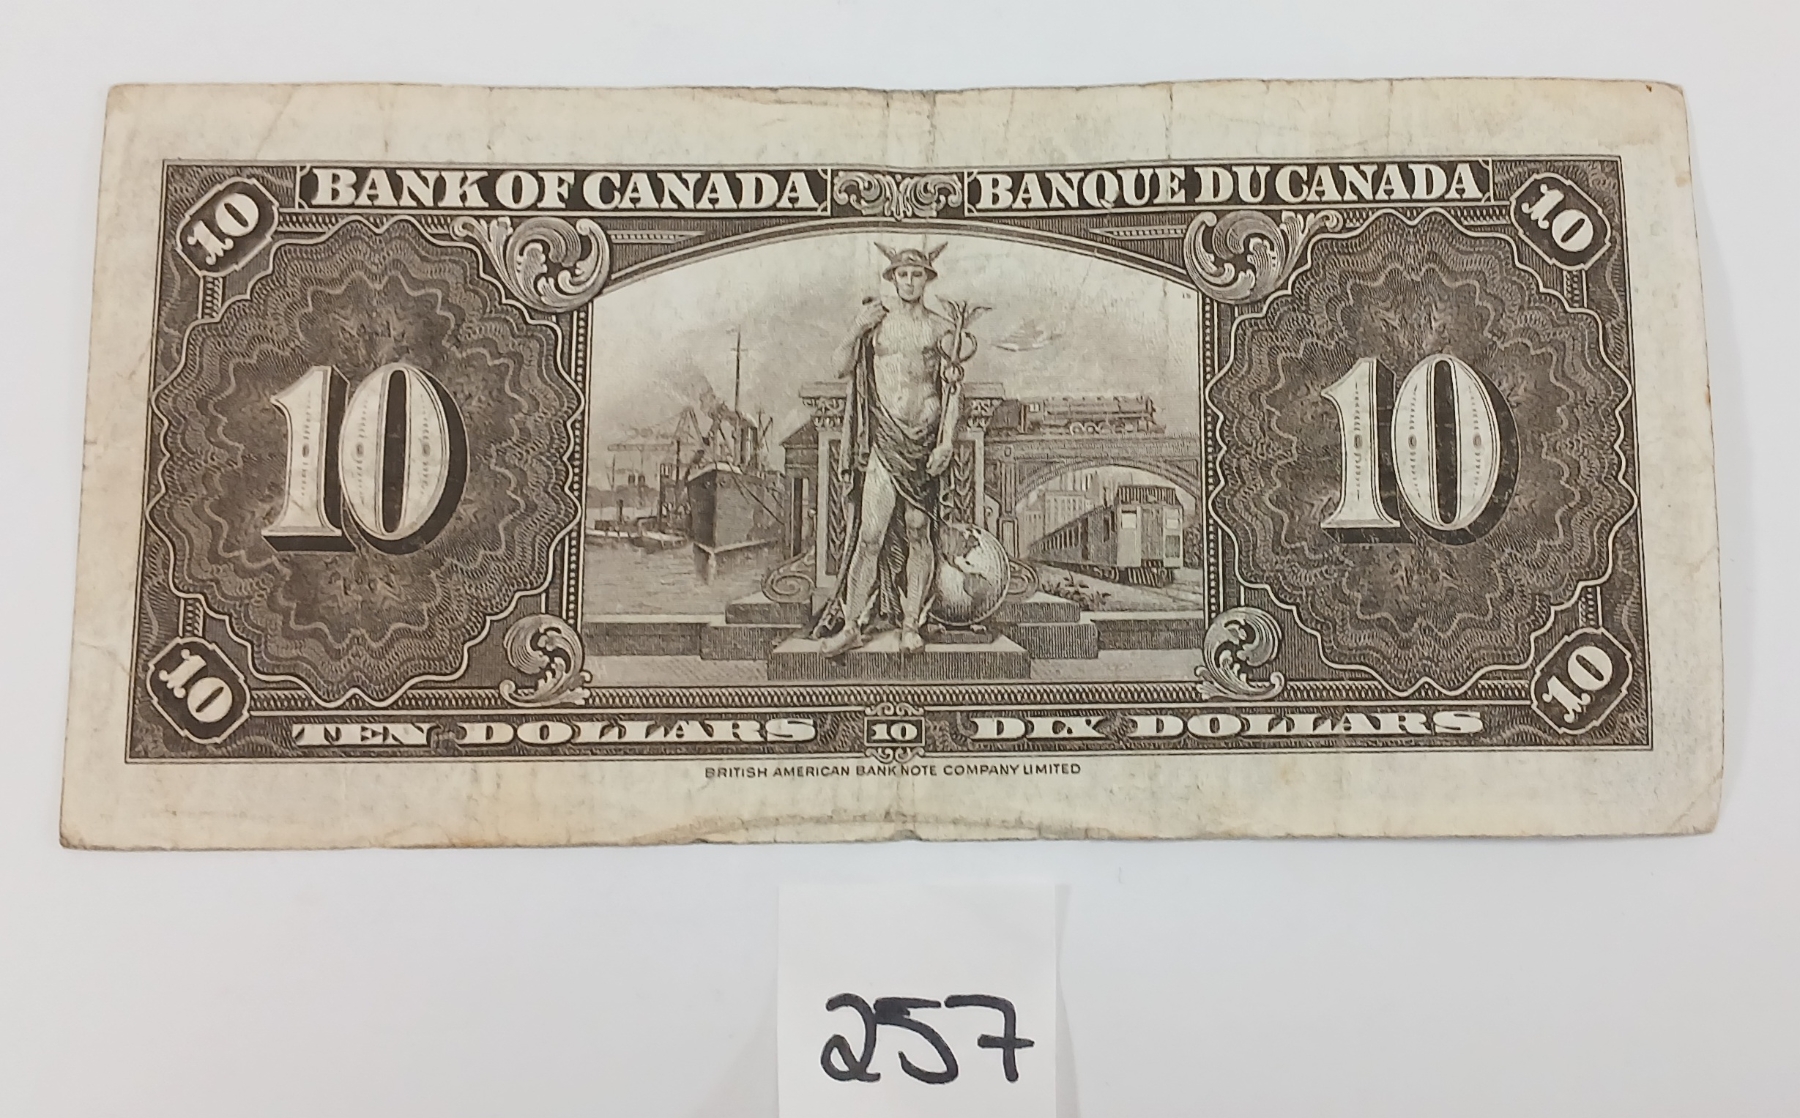 BANK OF CANADA BANQUE DU CANADA
10 10
10 10
10 10
TEN DOLLARS 10 DIX DOLLARS
BRITISH AMERICAN BANK NOTE COMPANY LIMITED
257